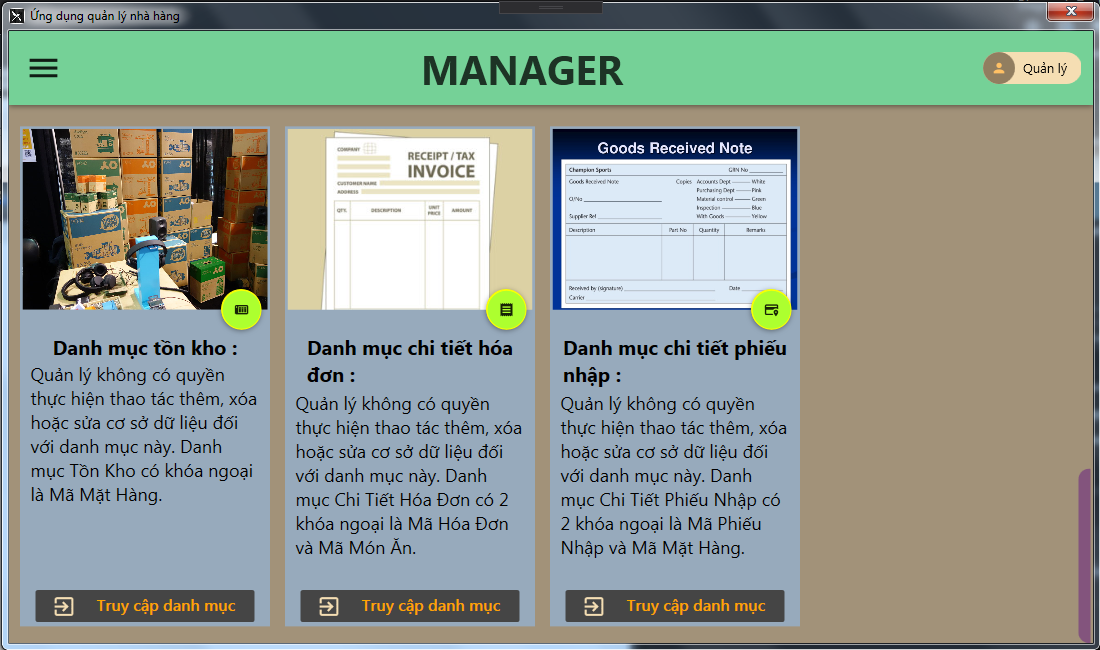 Ứng dụng quản lý nhà hàng
MANAGER
Quản lý
COMPANY
RECEIPT / TAX
INVOICE
CUSTOMER NAME
ADDRESS
QTY.
DESCRIPTION
UNIT PRICE
AMOUNT
Goods Received Note
Champion Sports
GRN No
Goods Received Note
Copies
Accounts Dept
White
Purchasing Dept
Pink
O/No
Material control
Green
Inspection
Blue
Supplier Ref
With Goods
Yellow
Description
Part No
Quantity
Remarks
Received by (signature)
Date
Carrier
Danh mục tồn kho :
Quản lý không có quyền
thực hiện thao tác thêm, xóa
hoặc sửa cơ sở dữ liệu đối
với danh mục này. Danh
mục Tồn Kho có khóa ngoại
là Mã Mặt Hàng.
Truy cập danh mục
Danh mục chi tiết hóa
đơn :
Quản lý không có quyền
thực hiện thao tác thêm, xóa
hoặc sửa cơ sở dữ liệu đối
với danh mục này. Danh
mục Chi Tiết Hóa Đơn có 2
khóa ngoại là Mã Hóa Đơn
và Mã Món Ăn.
Truy cập danh mục
Danh mục chi tiết phiếu
nhập :
Quản lý không có quyền
thực hiện thao tác thêm, xóa
hoặc sửa cơ sở dữ liệu đối
với danh mục này. Danh
mục Chi Tiết Phiếu Nhập có
2 khóa ngoại là Mã Phiếu
Nhập và Mã Mặt Hàng.
Truy cập danh mục